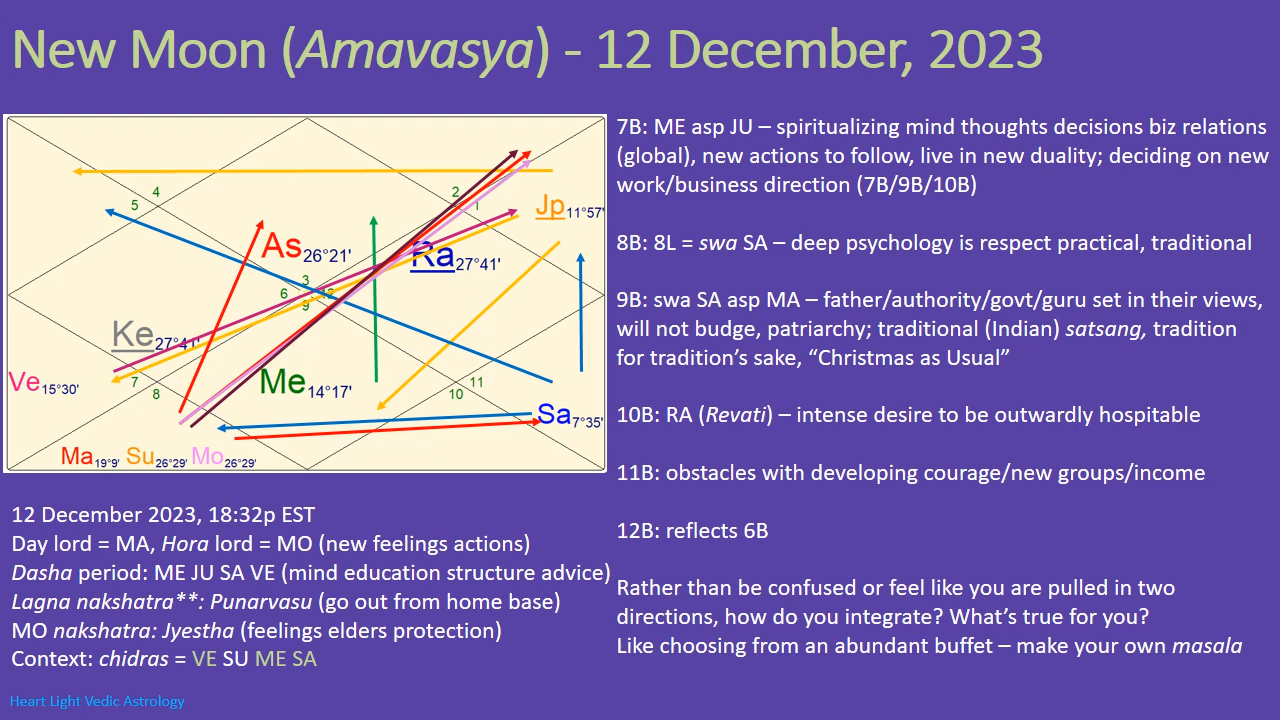 New Moon (Amavasya) - 12 December, 2023
4
5
2
1
Jp11°57'
As26°21'
Ra27°41'
3
6
12
9
Ke27°41'
Me14°17'
Ve15°30'
7
8
11
10
Sa7°35'
Ma19°9' Su26°29' Mo26°29'
12 December 2023, 18:32p EST
Day lord = MA, Hora lord = MO (new feelings actions)
Dasha period: ME JU SA VE (mind education structure advice)
Lagna nakshatra**: Punarvasu (go out from home base)
MO nakshatra: Jyestha (feelings elders protection)
Context: chidras = VE SU ME SA
Heart Light Vedic Astrology
7B: ME asp JU – spiritualizing mind thoughts decisions biz relations
(global), new actions to follow, live in new duality; deciding on new
work/business direction (7B/9B/10B)
8B: 8L = swa SA – deep psychology is respect practical, traditional
9B: swa SA asp MA – father/authority/govt/guru set in their views,
will not budge, patriarchy; traditional (Indian) satsang, tradition
for tradition's sake, “Christmas as Usual”
10B: RA (Revati) – intense desire to be outwardly hospitable
11B: obstacles with developing courage/new groups/income
12B: reflects 6B
Rather than be confused or feel like you are pulled in two
directions, how do you integrate? What's true for you?
Like choosing from an abundant buffet – make your own masala